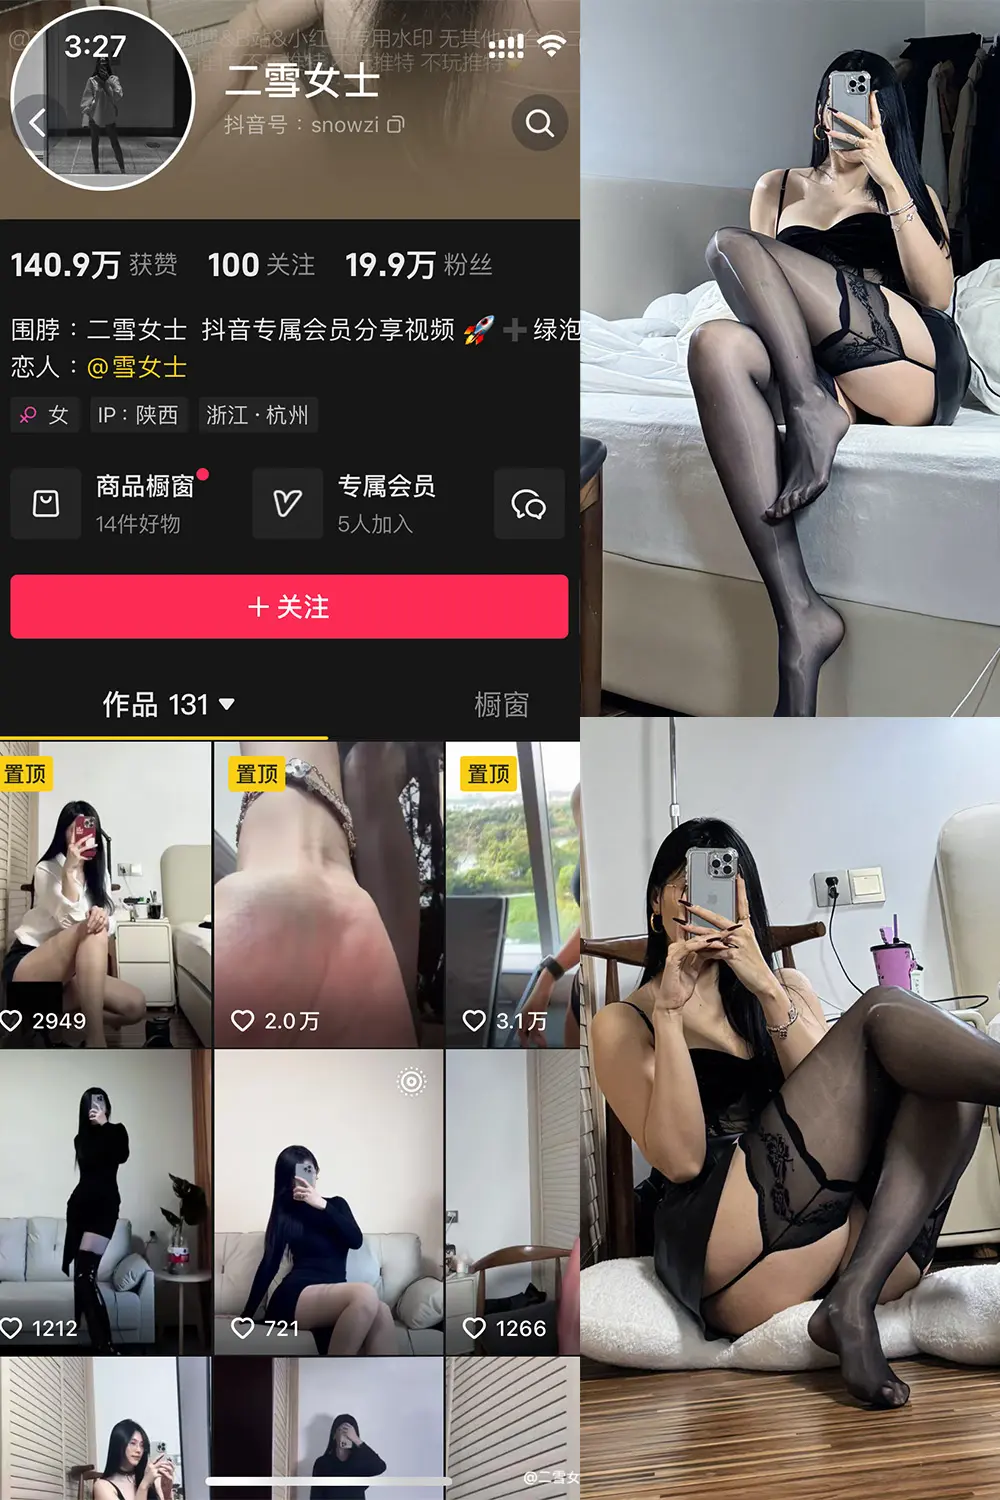 3:27
二雪女士
抖音号：snowzi
140.9万 获赞 100 关注 19.9万 粉丝
围脖：二雪女士 抖音专属会员分享视频 🚀 ➕ 绿泡
恋人：@雪女士
女 IP：陕西 浙江·杭州
商品橱窗
14件好物
专属会员
5人加入
＋关注
作品 131
橱窗
置顶
置顶
置顶
2949
2.0万
3.1万
1212
721
1266
@二雪女